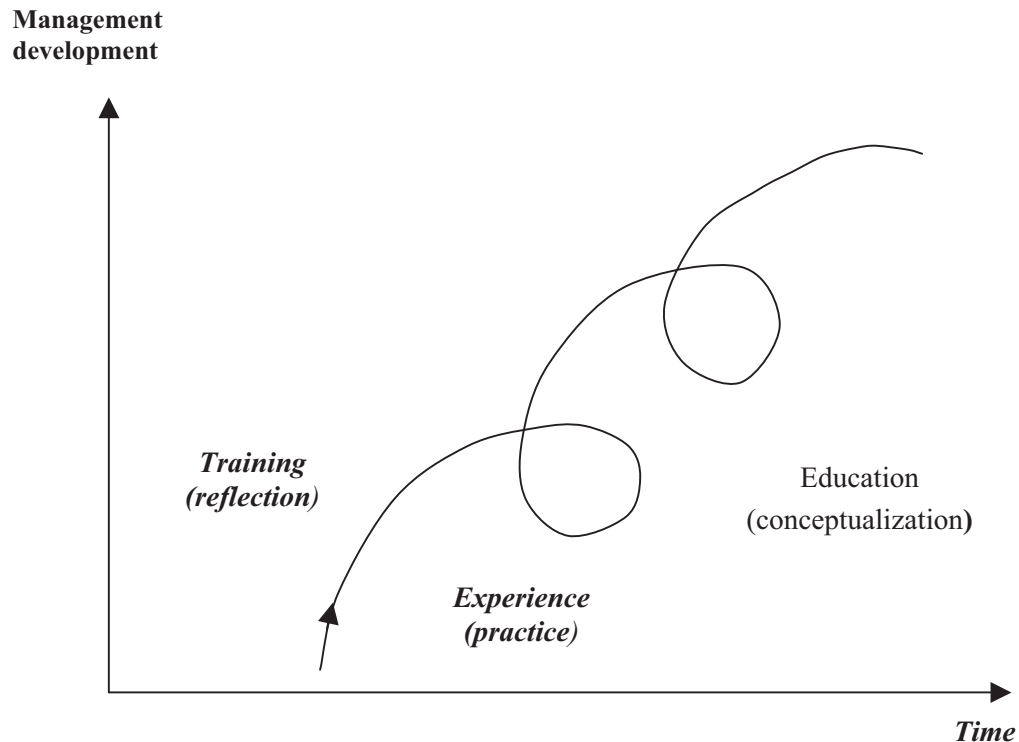 Management
development
Training
(reflection)
Education
(conceptualization)
Experience
(practice)
Time